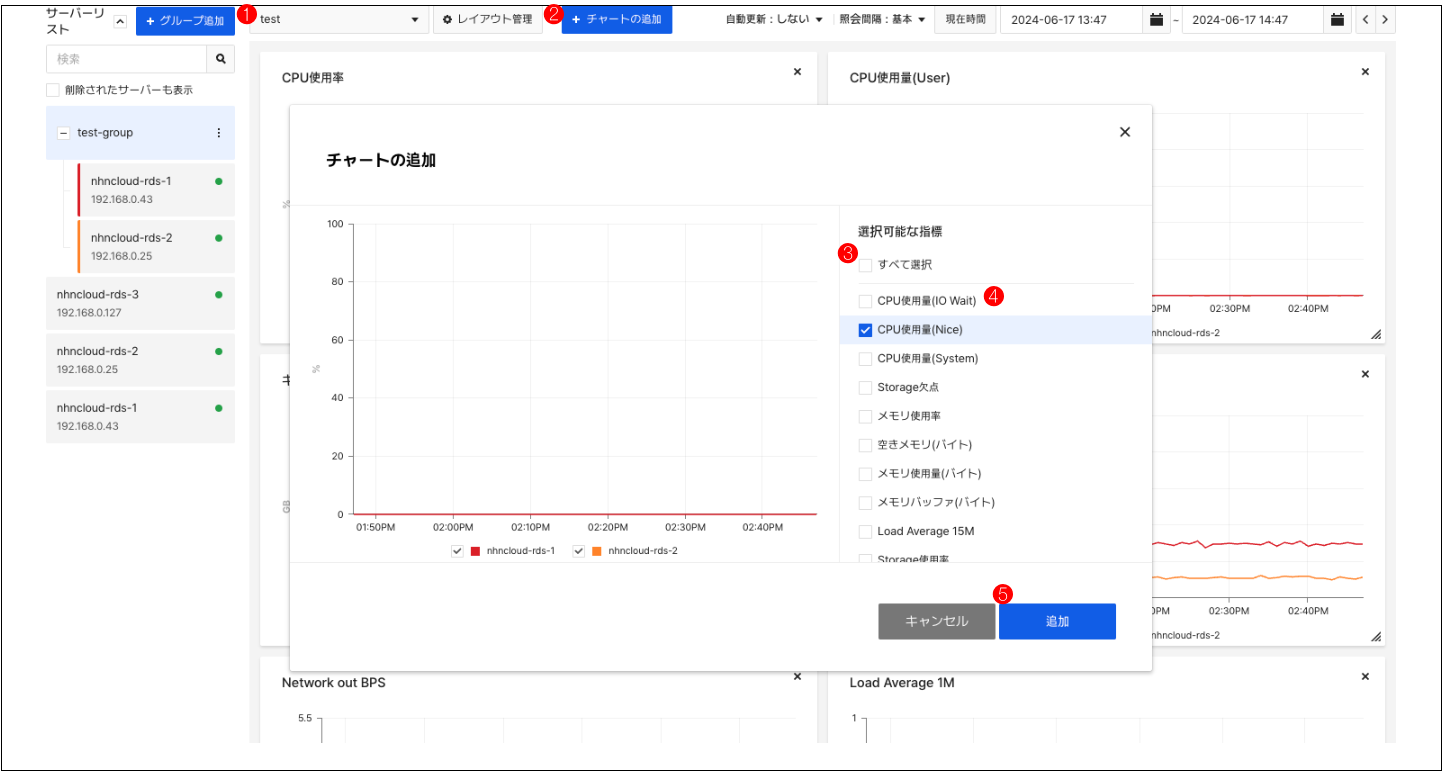 サーバーリ
スト
+ グループ追加
1
test
レイアウト管理
2
+ チャートの追加
自動更新 : しない
照会間隔 : 基本
現在時間
2024-06-17 13:47
~
2024-06-17 14:47
検索
削除されたサーバーも表示
test-group
nhncloud-rds-1
192.168.0.43
nhncloud-rds-2
192.168.0.25
nhncloud-rds-3
192.168.0.127
nhncloud-rds-2
192.168.0.25
nhncloud-rds-1
192.168.0.43
CPU使用率
%
CPU使用量(User)
02:30PM
02:40PM
nhncloud-rds-2
チャートの追加
100
80
60
40
20
0
%
01:50PM
02:00PM
02:10PM
02:20PM
02:30PM
02:40PM
nhncloud-rds-1
nhncloud-rds-2
選択可能な指標
3
すべて選択
CPU使用量(IO Wait)
4
CPU使用量(Nice)
CPU使用量(System)
Storage欠点
メモリ使用率
空きメモリ(バイト)
メモリ使用量(バイト)
メモリバッファ(バイト)
Load Average 15M
Storage使用率
5
キャンセル
追加
GB
02:30PM
02:40PM
nhncloud-rds-2
Network out BPS
5.5
Load Average 1M
1